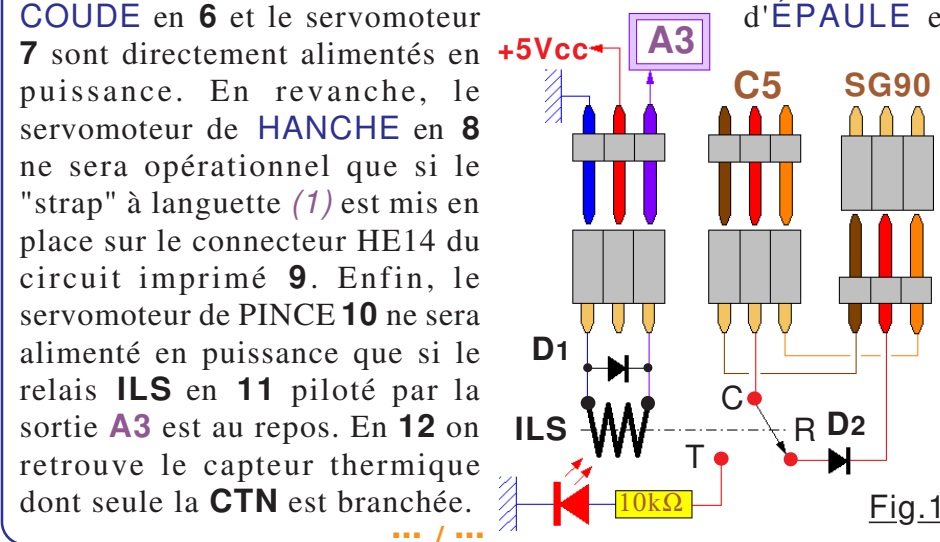 COUDE en 6 et le servomoteur
7 sont directement alimentés en
puissance. En revanche, le
servomoteur de HANCHE en 8
ne sera opérationnel que si le
"strap" à languette (1) est mis en
place sur le connecteur HE14 du
circuit imprimé 9. Enfin, le
servomoteur de PINCE 10 ne sera
alimenté en puissance que si le
relais ILS en 11 piloté par la
sortie A3 est au repos. En 12 on
retrouve le capteur thermique
dont seule la CTN est branchée.
... / ...
d'ÉPAULE e
+5Vcc
A3
C5
SG90
D1
ILS
C
R
D2
T
10kΩ
Fig.1